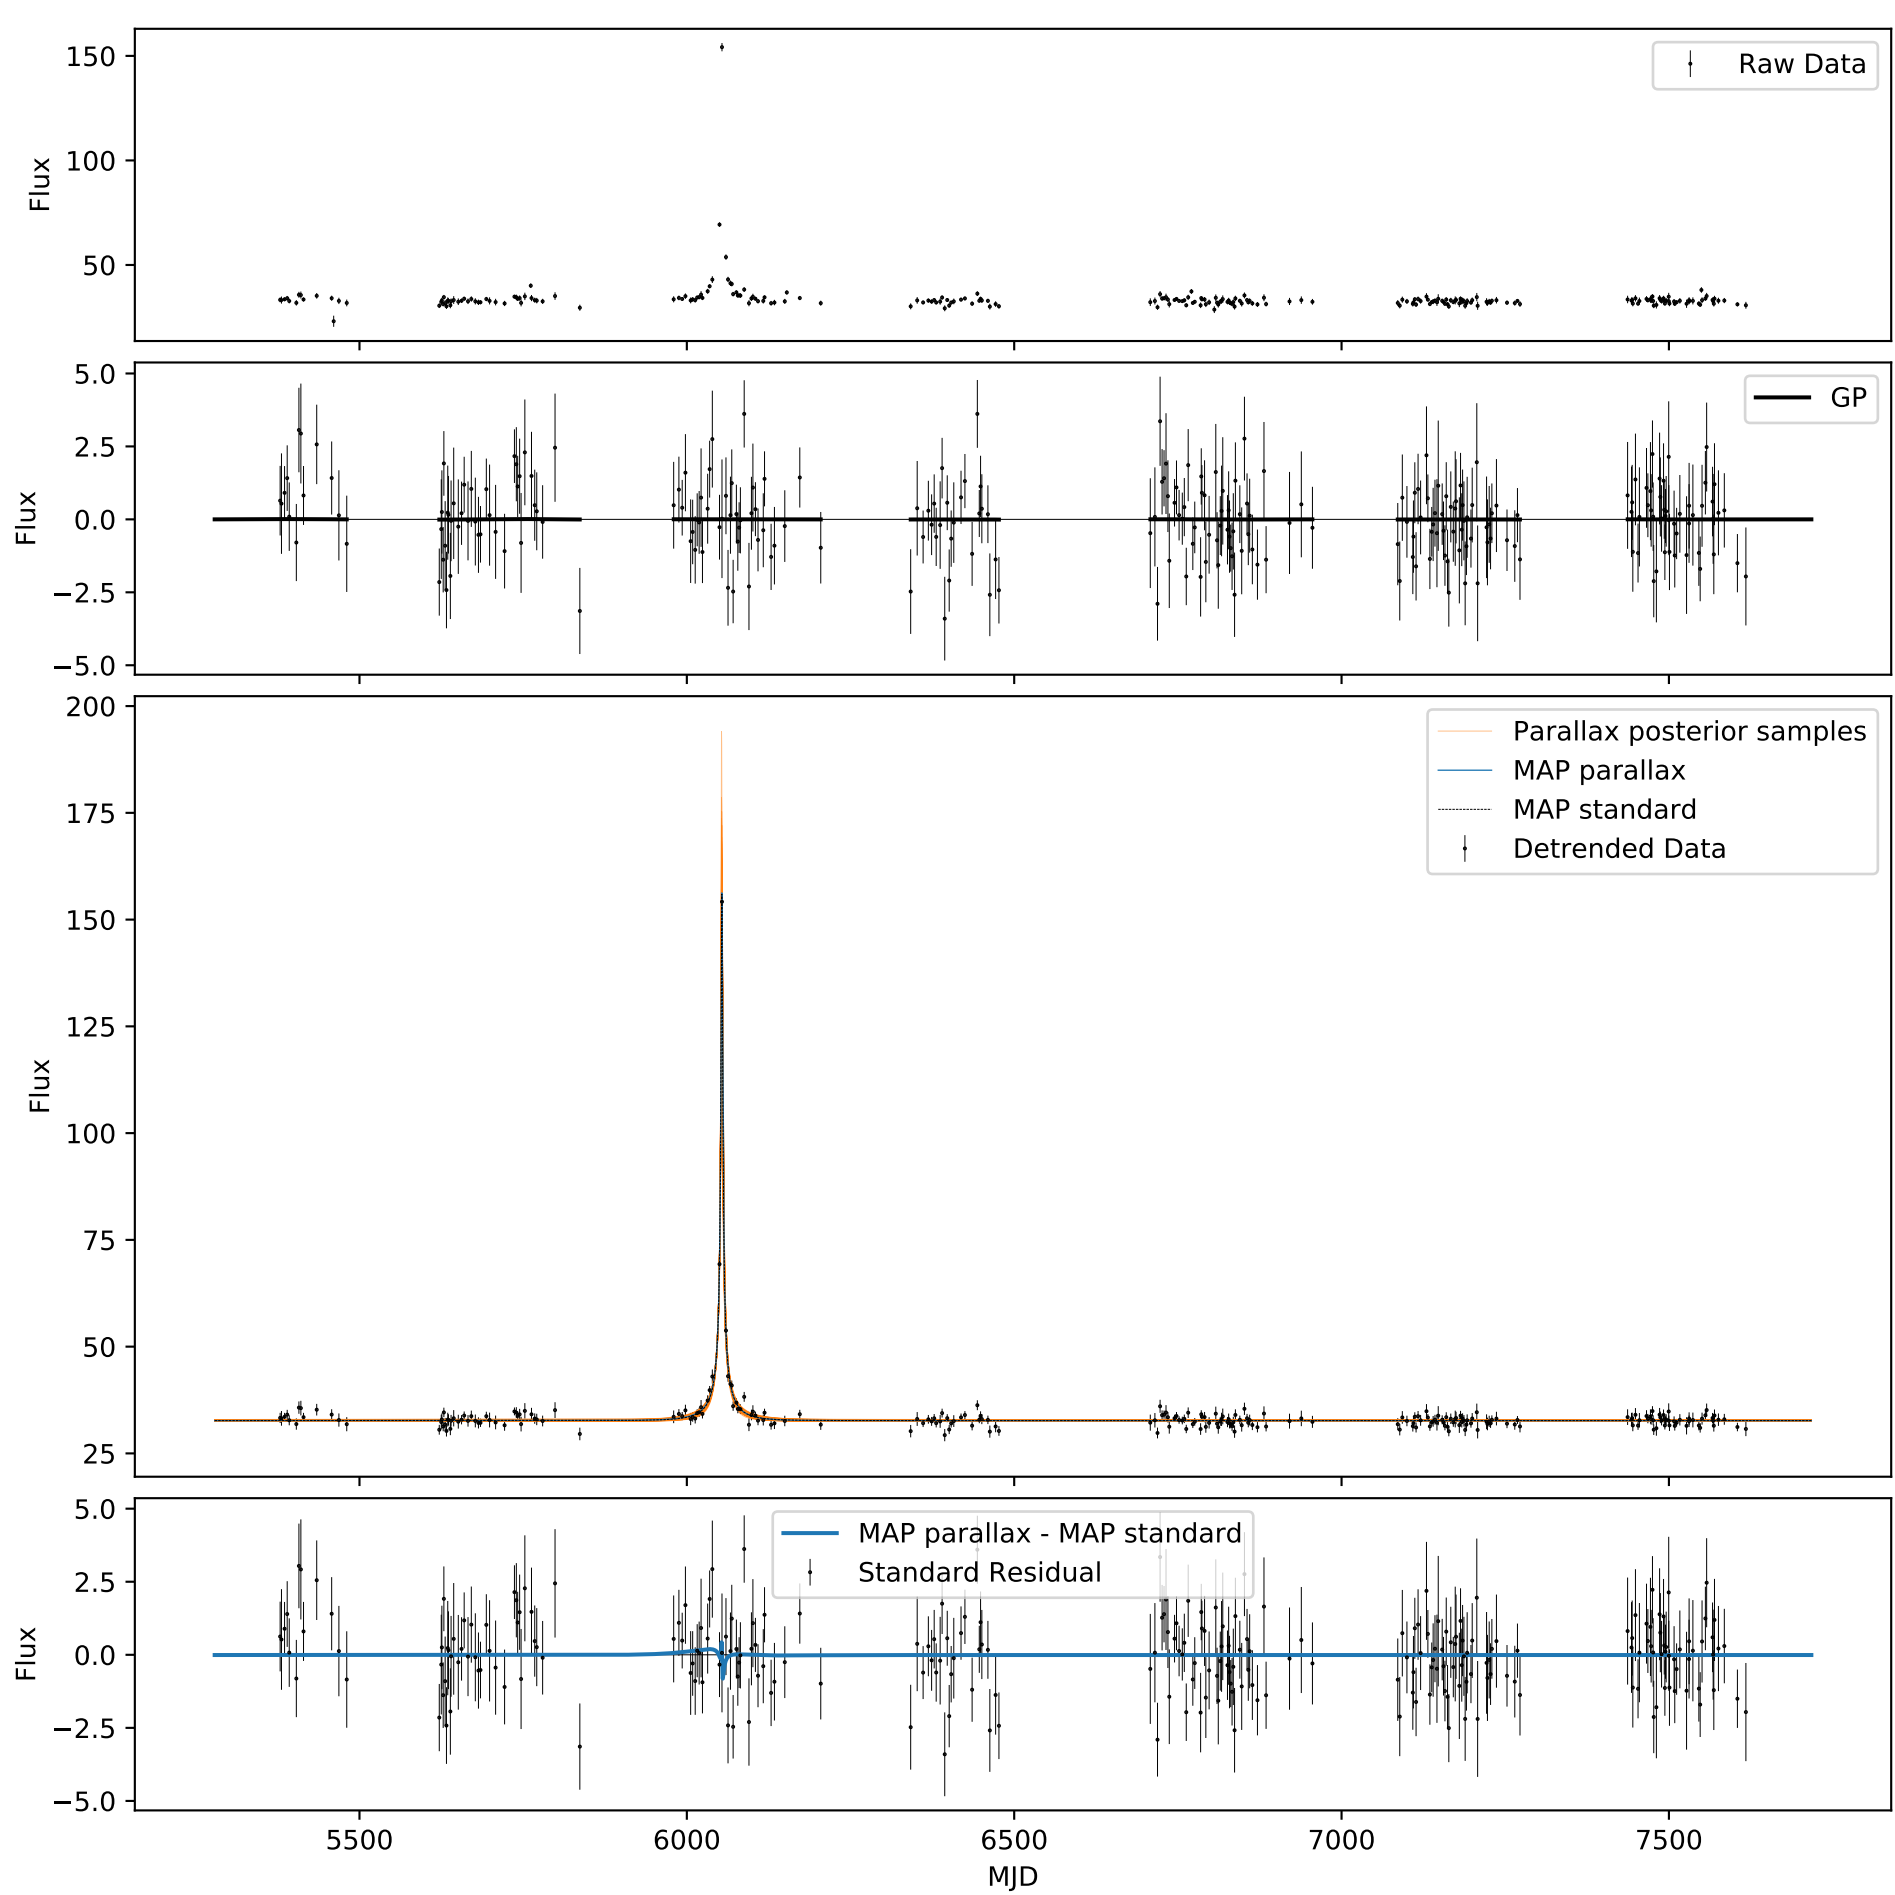 150
100
50
Flux
Raw Data
5.0
2.5
0.0
−2.5
−5.0
Flux
GP
200
175
150
125
100
75
50
25
Flux
Parallax posterior samples
MAP parallax
MAP standard
Detrended Data
5.0
2.5
0.0
−2.5
−5.0
Flux
MAP parallax - MAP standard
Standard Residual
5500 6000 6500 7000 7500
MJD